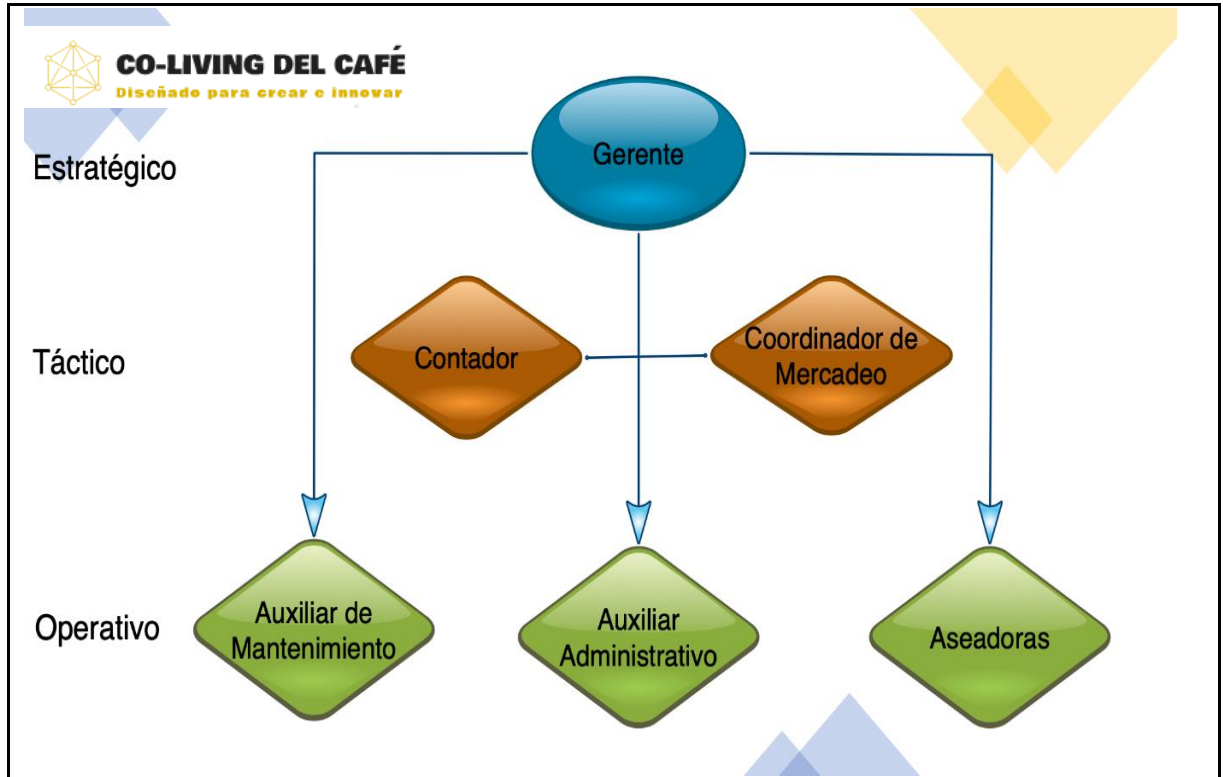 CO-LIVING DEL CAFÉ
Diseñado para crear e innovar
Estratégico
Gerente
Táctico
Contador
Coordinador de
Mercadeo
Operativo
Auxiliar de
Mantenimiento
Auxiliar
Administrativo
Aseadoras